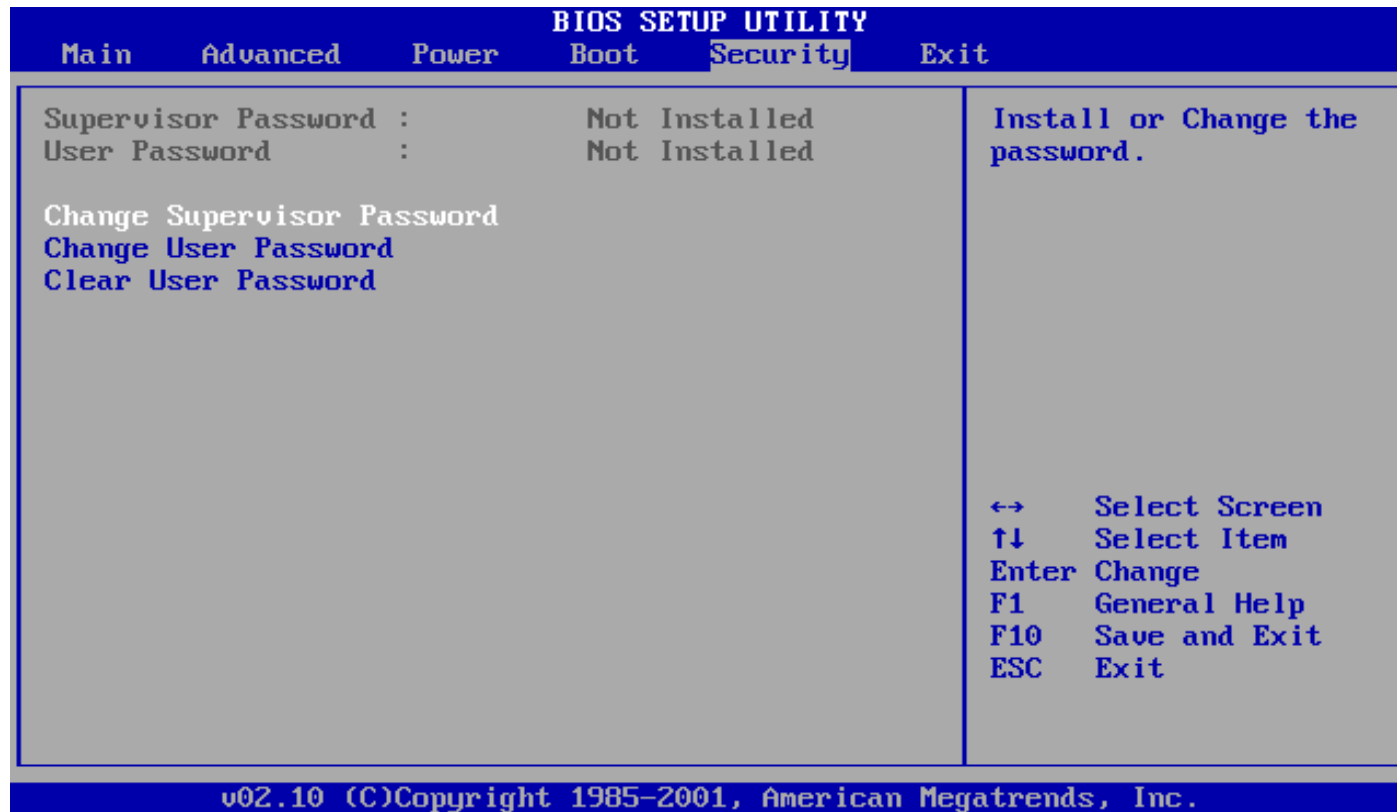 BIOS SETUP UTILITY
Main Advanced Power Boot Security Exit
Supervisor Password : Not Installed
User Password : Not Installed
Change Supervisor Password
Change User Password
Clear User Password
Install or Change the
password.
←→ Select Screen
↑↓ Select Item
Enter Change
F1 General Help
F10 Save and Exit
ESC Exit
v02.10 (C)Copyright 1985-2001, American Megatrends, Inc.